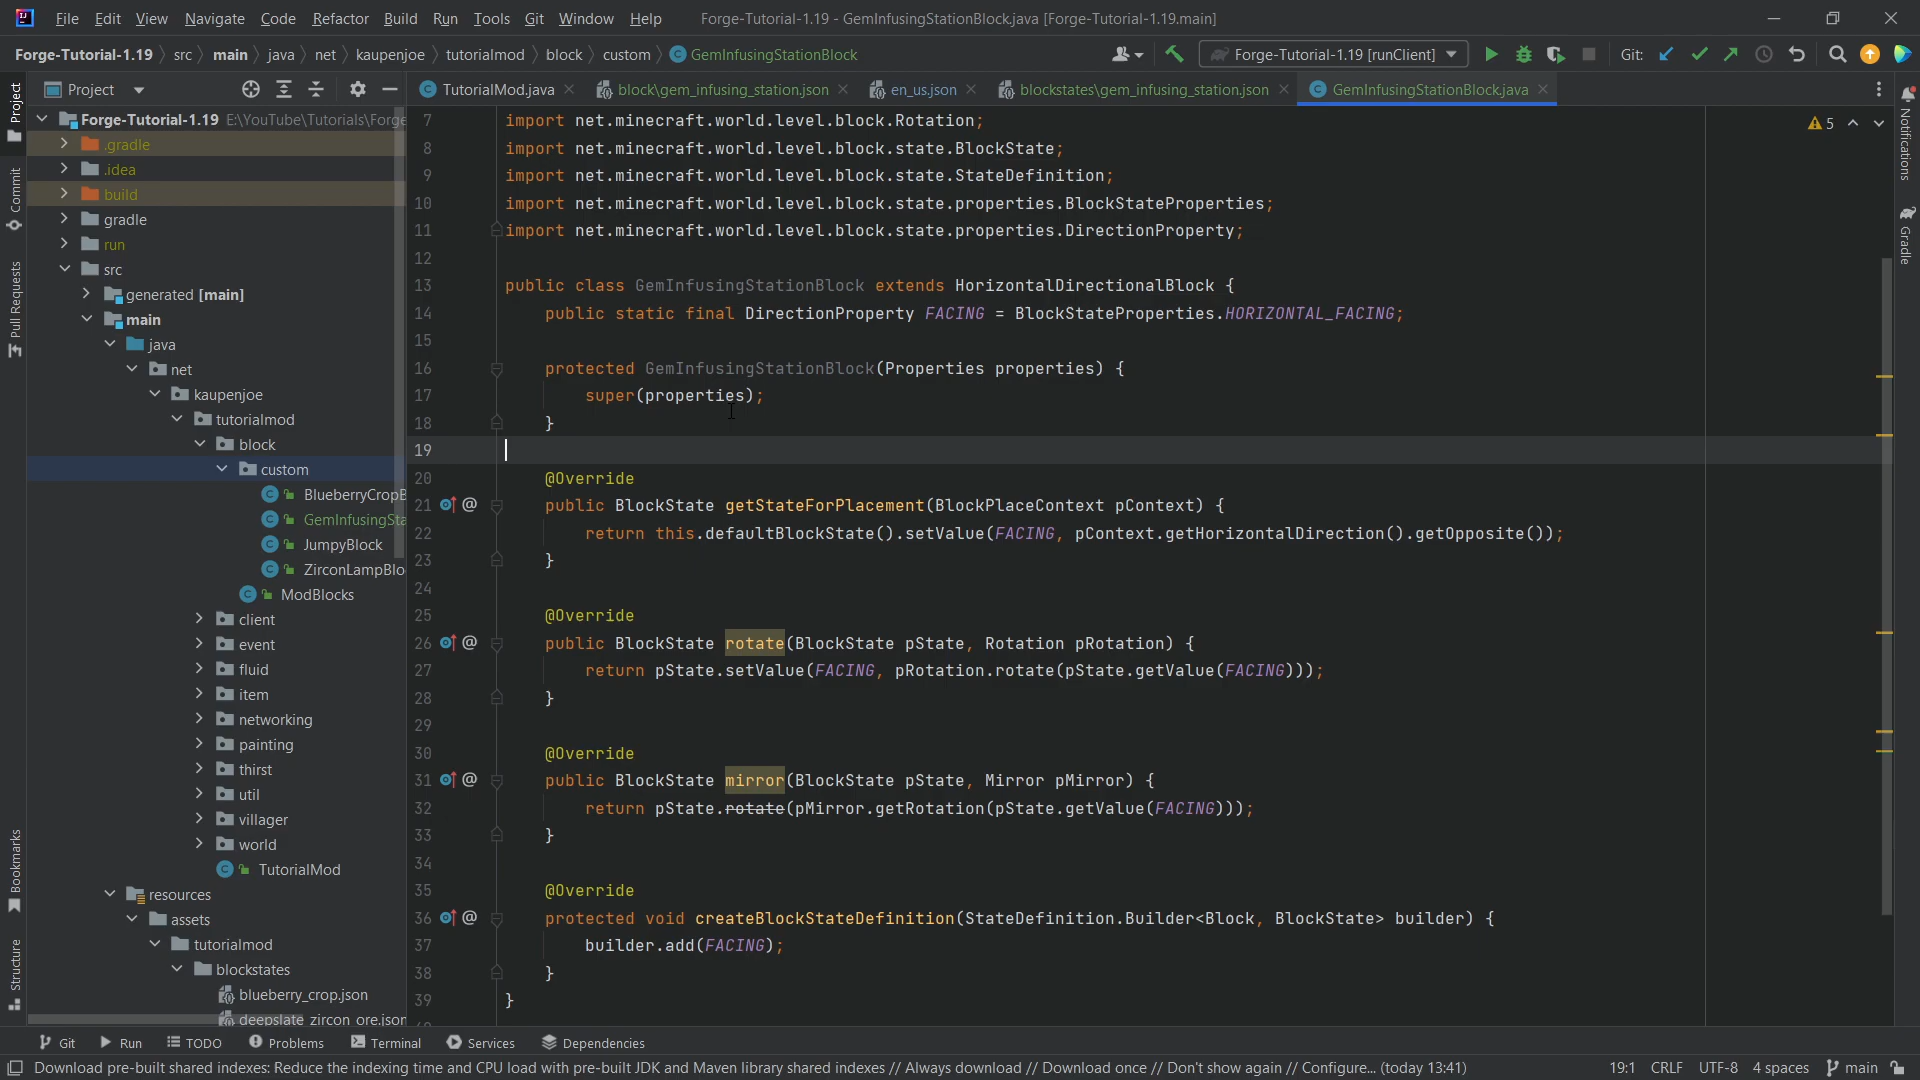 File Edit View Navigate Code Refactor Build Run Tools Git Window Help Forge-Tutorial-1.19 - GemInfusingStationBlock.java [Forge-Tutorial-1.19.main]
Forge-Tutorial-1.19 src main java net kaupenjoe tutorialmod block custom GemInfusingStationBlock Forge-Tutorial-1.19 [runClient] Git:
Project TutorialMod.java block\gem_infusing_station.json en_us.json blockstates\gem_infusing_station.json GemInfusingStationBlock.java
Project
Commit
Pull Requests
Bookmarks
Structure
Forge-Tutorial-1.19 E:\YouTube\Tutorials\Forge
.gradle
.idea
build
gradle
run
src
generated [main]
main
java
net
kaupenjoe
tutorialmod
block
custom
BlueberryCropB
GemInfusingSta
JumpyBlock
ZirconLampBlo
ModBlocks
client
event
fluid
item
networking
painting
thirst
util
villager
world
TutorialMod
resources
assets
tutorialmod
blockstates
blueberry_crop.json
deepslate_zircon_ore.json
7 import net.minecraft.world.level.block.Rotation;
8 import net.minecraft.world.level.block.state.BlockState;
9 import net.minecraft.world.level.block.state.StateDefinition;
10 import net.minecraft.world.level.block.state.properties.BlockStateProperties;
11 import net.minecraft.world.level.block.state.properties.DirectionProperty;
12
13 public class GemInfusingStationBlock extends HorizontalDirectionalBlock {
14 public static final DirectionProperty FACING = BlockStateProperties.HORIZONTAL_FACING;
15
16 protected GemInfusingStationBlock(Properties properties) {
17 super(properties);
18 }
19
20 @Override
21 @ public BlockState getStateForPlacement(BlockPlaceContext pContext) {
22 return this.defaultBlockState().setValue(FACING, pContext.getHorizontalDirection().getOpposite());
23 }
24
25 @Override
26 @ public BlockState rotate(BlockState pState, Rotation pRotation) {
27 return pState.setValue(FACING, pRotation.rotate(pState.getValue(FACING)));
28 }
29
30 @Override
31 @ public BlockState mirror(BlockState pState, Mirror pMirror) {
32 return pState.rotate(pMirror.getRotation(pState.getValue(FACING)));
33 }
34
35 @Override
36 @ protected void createBlockStateDefinition(StateDefinition.Builder<Block, BlockState> builder) {
37 builder.add(FACING);
38 }
39 }
5
Notifications
Gradle
Git Run TODO Problems Terminal Services Dependencies
Download pre-built shared indexes: Reduce the indexing time and CPU load with pre-built JDK and Maven library shared indexes // Always download // Download once // Don't show again // Configure... (today 13:41) 19:1 CRLF UTF-8 4 spaces main